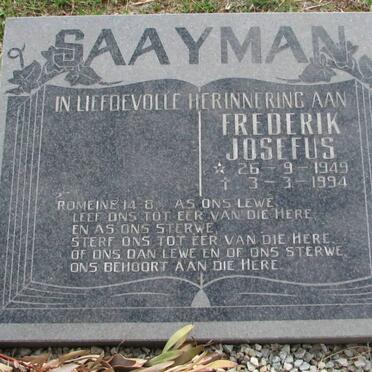 SAAYMAN
IN LIEFDEVOLLE HERINNERING AAN
FREDERIK
JOSEFUS
☆ 26-9-1949
† 3-3-1994
ROMEINE 14-8 AS ONS LEWE,
LEEF ONS TOT EER VAN DIE HERE,
EN AS ONS STERWE,
STERF ONS TOT EER VAN DIE HERE.
OF ONS DAN LEWE EN OF ONS STERWE,
ONS BEHOORT AAN DIE HERE.